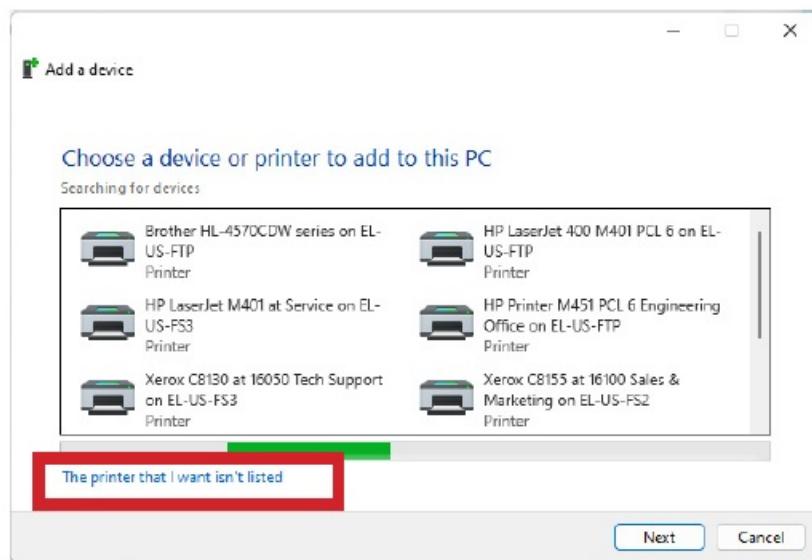 Add a device
Choose a device or printer to add to this PC
Searching for devices
Brother HL-4570CDW series on EL-
US-FTP
Printer
HP LaserJet 400 M401 PCL 6 on EL-
US-FTP
Printer
HP LaserJet M401 at Service on EL-
US-FS3
Printer
HP Printer M451 PCL 6 Engineering
Office on EL-US-FTP
Printer
Xerox C8130 at 16050 Tech Support
on EL-US-FS3
Printer
Xerox C8155 at 16100 Sales &
Marketing on EL-US-FS2
Printer
The printer that I want isn't listed
Next
Cancel